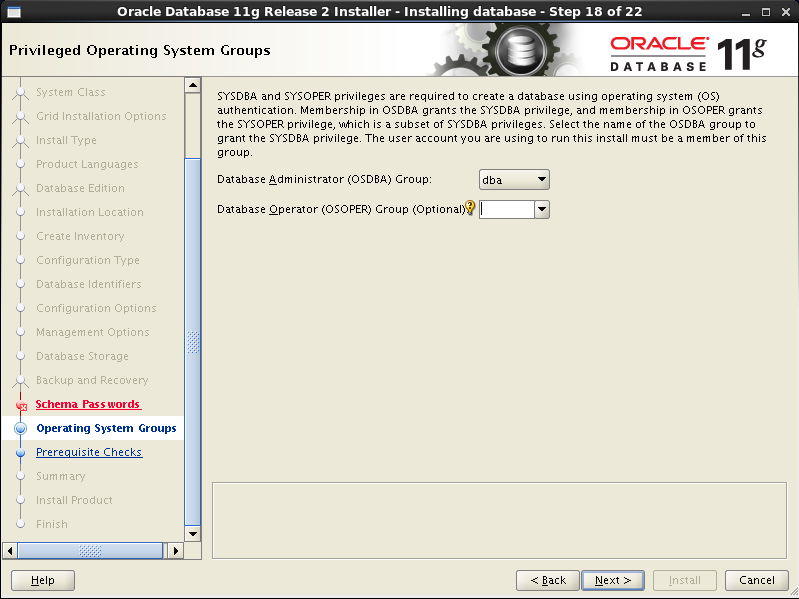 Oracle Database 11g Release 2 Installer - Installing database - Step 18 of 22
Privileged Operating System Groups
ORACLE
DATABASE
11g
System Class
Grid Installation Options
Install Type
Product Languages
Database Edition
Installation Location
Create Inventory
Configuration Type
Database Identifiers
Configuration Options
Management Options
Database Storage
Backup and Recovery
Schema Passwords
Operating System Groups
Prerequisite Checks
Summary
Install Product
Finish
SYSDBA and SYSOPER privileges are required to create a database using operating system (OS)
authentication. Membership in OSDBA grants the SYSDBA privilege, and membership in OSOPER grants
the SYSOPER privilege, which is a subset of SYSDBA privileges. Select the name of the OSDBA group to
grant the SYSDBA privilege. The user account you are using to run this install must be a member of this
group.
Database Administrator (OSDBA) Group:
dba
Database Operator (OSOPER) Group (Optional)
Help
< Back
Next >
Install
Cancel